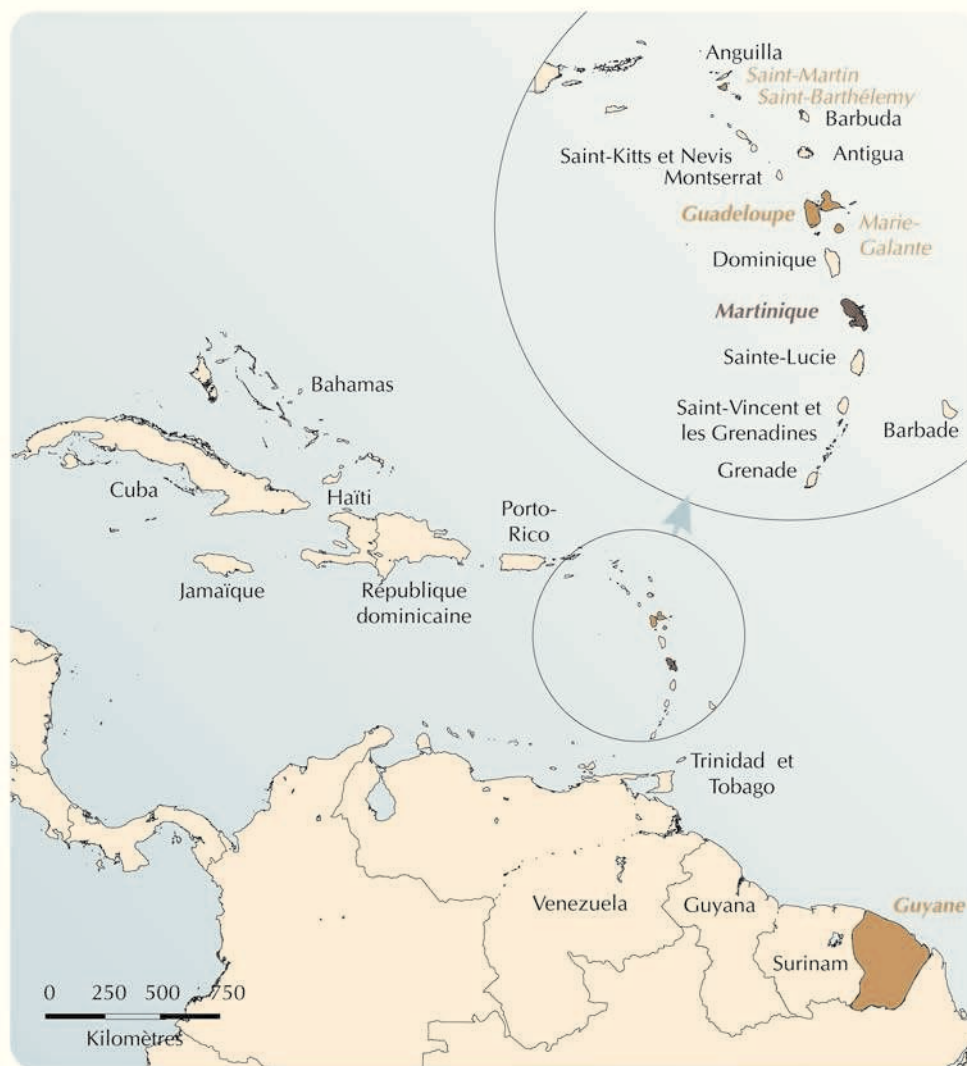 Anguilla
Saint-Martin
Saint-Barthélemy
Barbuda
Saint-Kitts et Nevis
Antigua
Montserrat
Guadeloupe
Marie-
Galante
Dominique
Martinique
Sainte-Lucie
Saint-Vincent et
les Grenadines
Barbade
Grenade
Bahamas
Cuba
Haïti
Porto-
Rico
Jamaïque
République
dominicaine
Trinidad et
Tobago
Venezuela
Guyana
Guyane
Surinam
0 250 500 750
Kilomètres